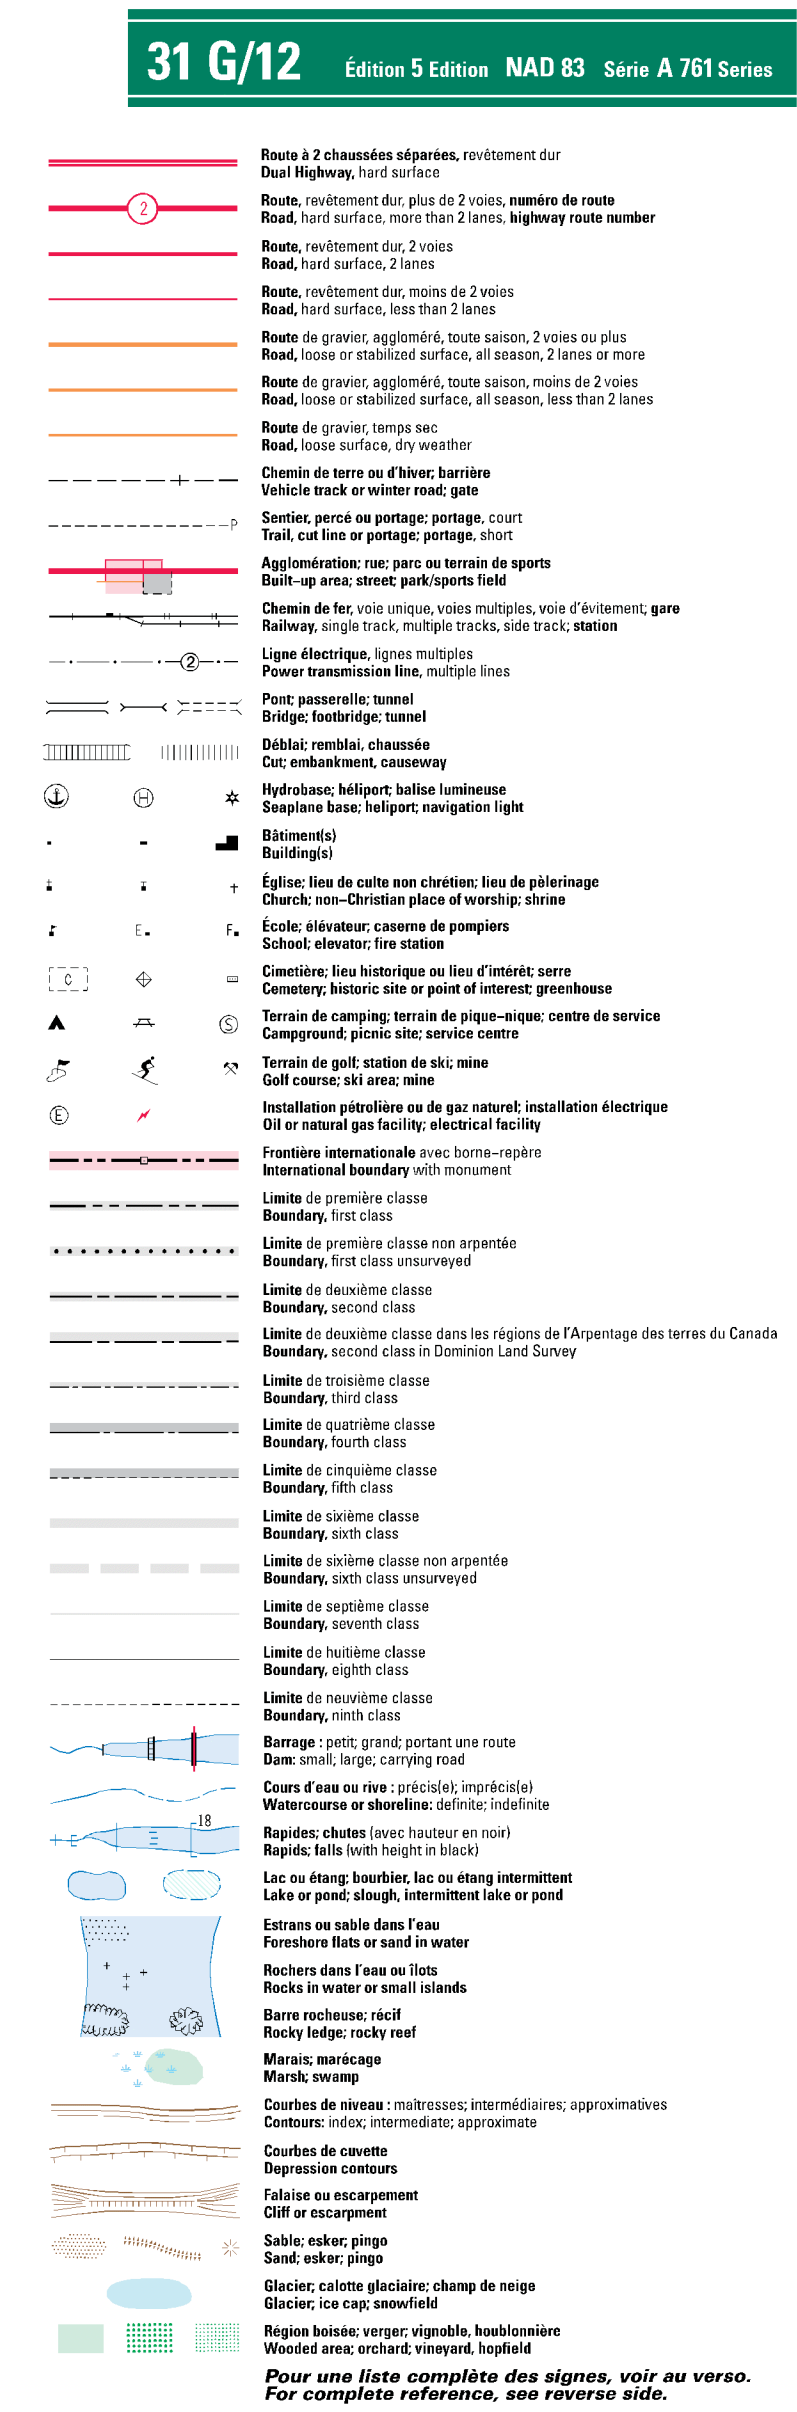 31 G/12 Édition 5 Edition NAD 83 Série A 761 Series
Route à 2 chaussées séparées, revêtement dur
Dual Highway, hard surface
2
Route, revêtement dur, plus de 2 voies, numéro de route
Road, hard surface, more than 2 lanes, highway route number
Route, revêtement dur, 2 voies
Road, hard surface, 2 lanes
Route, revêtement dur, moins de 2 voies
Road, hard surface, less than 2 lanes
Route de gravier, aggloméré, toute saison, 2 voies ou plus
Road, loose or stabilized surface, all season, 2 lanes or more
Route de gravier, aggloméré, toute saison, moins de 2 voies
Road, loose or stabilized surface, all season, less than 2 lanes
Route de gravier, temps sec
Road, loose surface, dry weather
Chemin de terre ou d'hiver; barrière
Vehicle track or winter road; gate
P
Sentier, percé ou portage; portage, court
Trail, cut line or portage; portage, short
Agglomération; rue; parc ou terrain de sports
Built-up area; street; park/sports field
Chemin de fer, voie unique, voies multiples, voie d'évitement; gare
Railway, single track, multiple tracks, side track; station
2
Ligne électrique, lignes multiples
Power transmission line, multiple lines
Pont; passerelle; tunnel
Bridge; footbridge; tunnel
Déblai; remblai, chaussée
Cut; embankment, causeway
H
Hydrobase; héliport; balise lumineuse
Seaplane base; heliport; navigation light
Bâtiment(s)
Building(s)
Église; lieu de culte non chrétien; lieu de pèlerinage
Church; non-Christian place of worship; shrine
E F
École; élévateur; caserne de pompiers
School; elevator; fire station
C
Cimetière; lieu historique ou lieu d'intérêt; serre
Cemetery; historic site or point of interest; greenhouse
S
Terrain de camping; terrain de pique-nique; centre de service
Campground; picnic site; service centre
Terrain de golf; station de ski; mine
Golf course; ski area; mine
E
Installation pétrolière ou de gaz naturel; installation électrique
Oil or natural gas facility; electrical facility
Frontière internationale avec borne-repère
International boundary with monument
Limite de première classe
Boundary, first class
Limite de première classe non arpentée
Boundary, first class unsurveyed
Limite de deuxième classe
Boundary, second class
Limite de deuxième classe dans les régions de l'Arpentage des terres du Canada
Boundary, second class in Dominion Land Survey
Limite de troisième classe
Boundary, third class
Limite de quatrième classe
Boundary, fourth class
Limite de cinquième classe
Boundary, fifth class
Limite de sixième classe
Boundary, sixth class
Limite de sixième classe non arpentée
Boundary, sixth class unsurveyed
Limite de septième classe
Boundary, seventh class
Limite de huitième classe
Boundary, eighth class
Limite de neuvième classe
Boundary, ninth class
Barrage : petit; grand; portant une route
Dam: small; large; carrying road
Cours d'eau ou rive : précis(e); imprécis(e)
Watercourse or shoreline: definite; indefinite
18
Rapides; chutes (avec hauteur en noir)
Rapids; falls (with height in black)
Lac ou étang; bourbier, lac ou étang intermittent
Lake or pond; slough, intermittent lake or pond
Estrans ou sable dans l'eau
Foreshore flats or sand in water
Rochers dans l'eau ou îlots
Rocks in water or small islands
Barre rocheuse; récif
Rocky ledge; rocky reef
Marais; marécage
Marsh; swamp
Courbes de niveau : maîtresses; intermédiaires; approximatives
Contours: index; intermediate; approximate
Courbes de cuvette
Depression contours
Falaise ou escarpement
Cliff or escarpment
Sable; esker; pingo
Sand; esker; pingo
Glacier; calotte glaciaire; champ de neige
Glacier; ice cap; snowfield
Région boisée; verger; vignoble, houblonnière
Wooded area; orchard; vineyard, hopfield
Pour une liste complète des signes, voir au verso.
For complete reference, see reverse side.